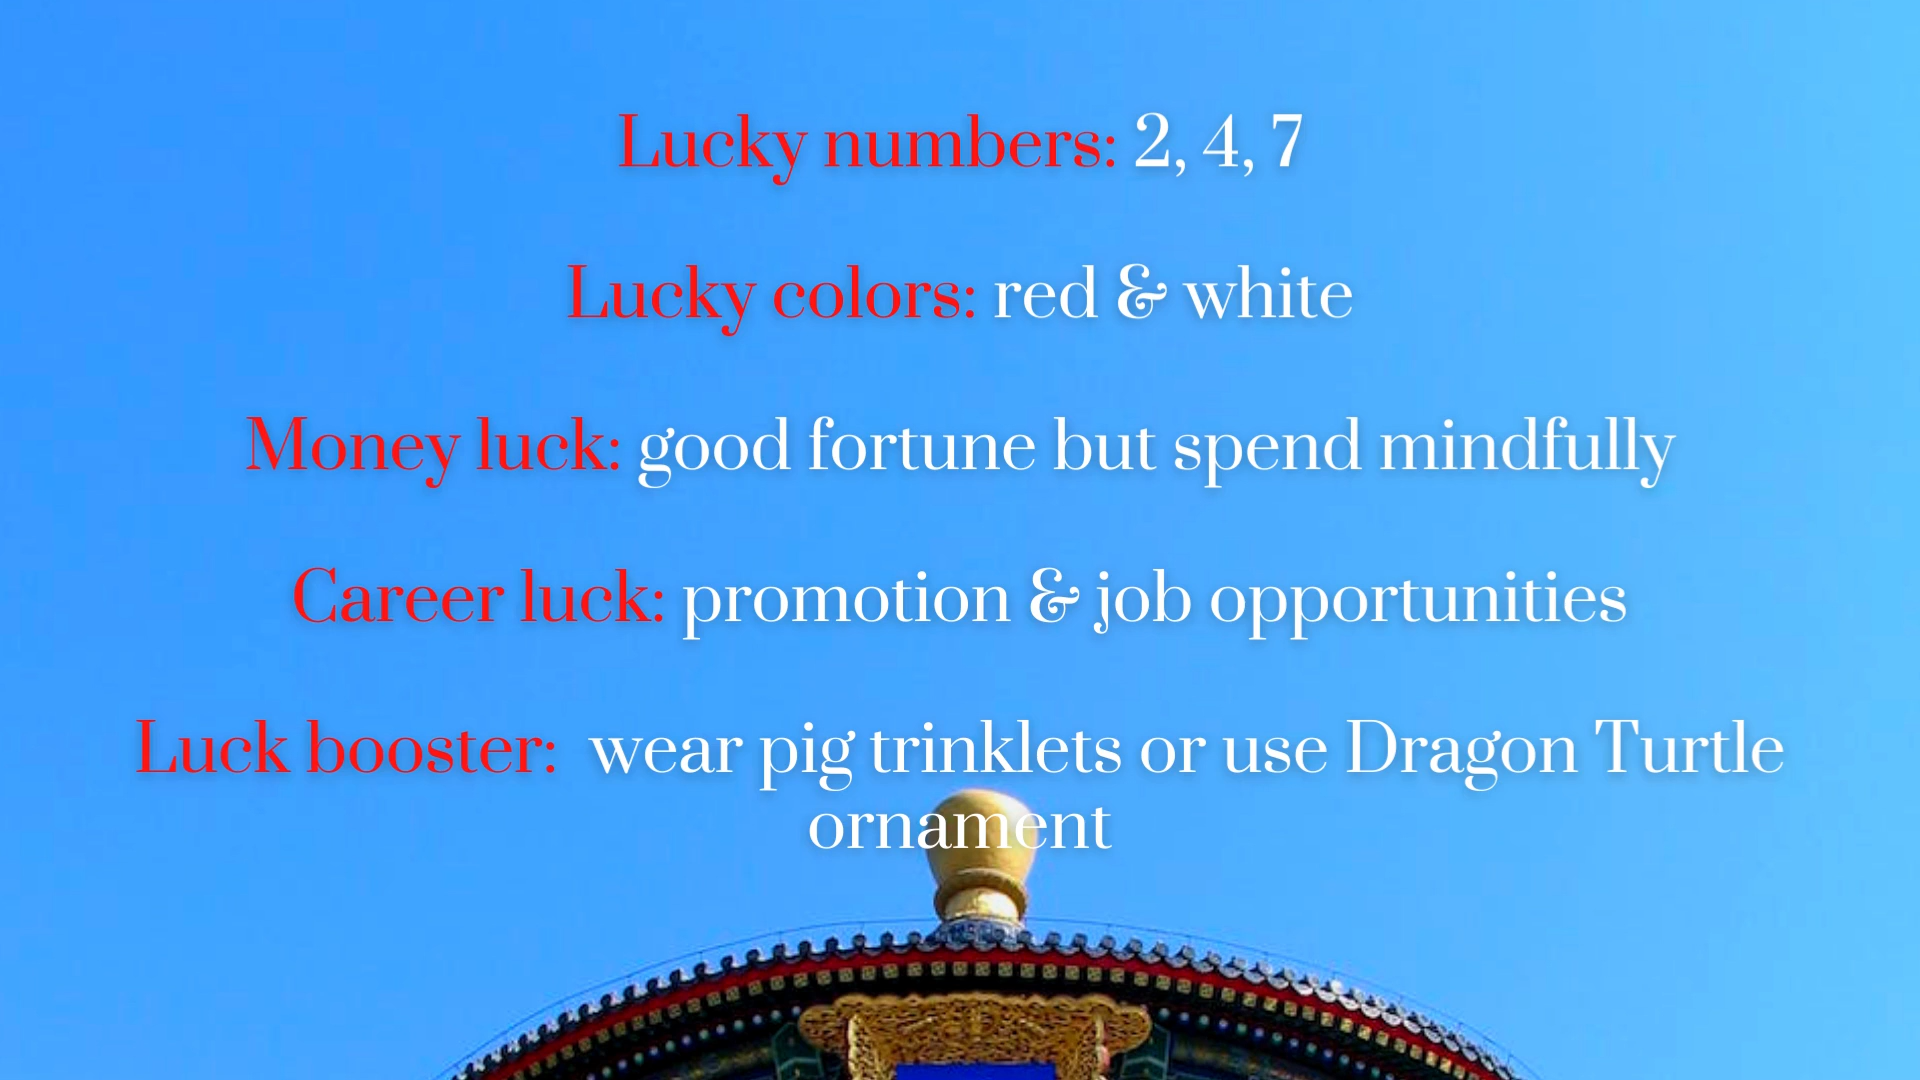 Lucky numbers: 2, 4, 7
Lucky colors: red & white
Money luck: good fortune but spend mindfully
Career luck: promotion & job opportunities
Luck booster:  wear pig trinklets or use Dragon Turtle
ornament